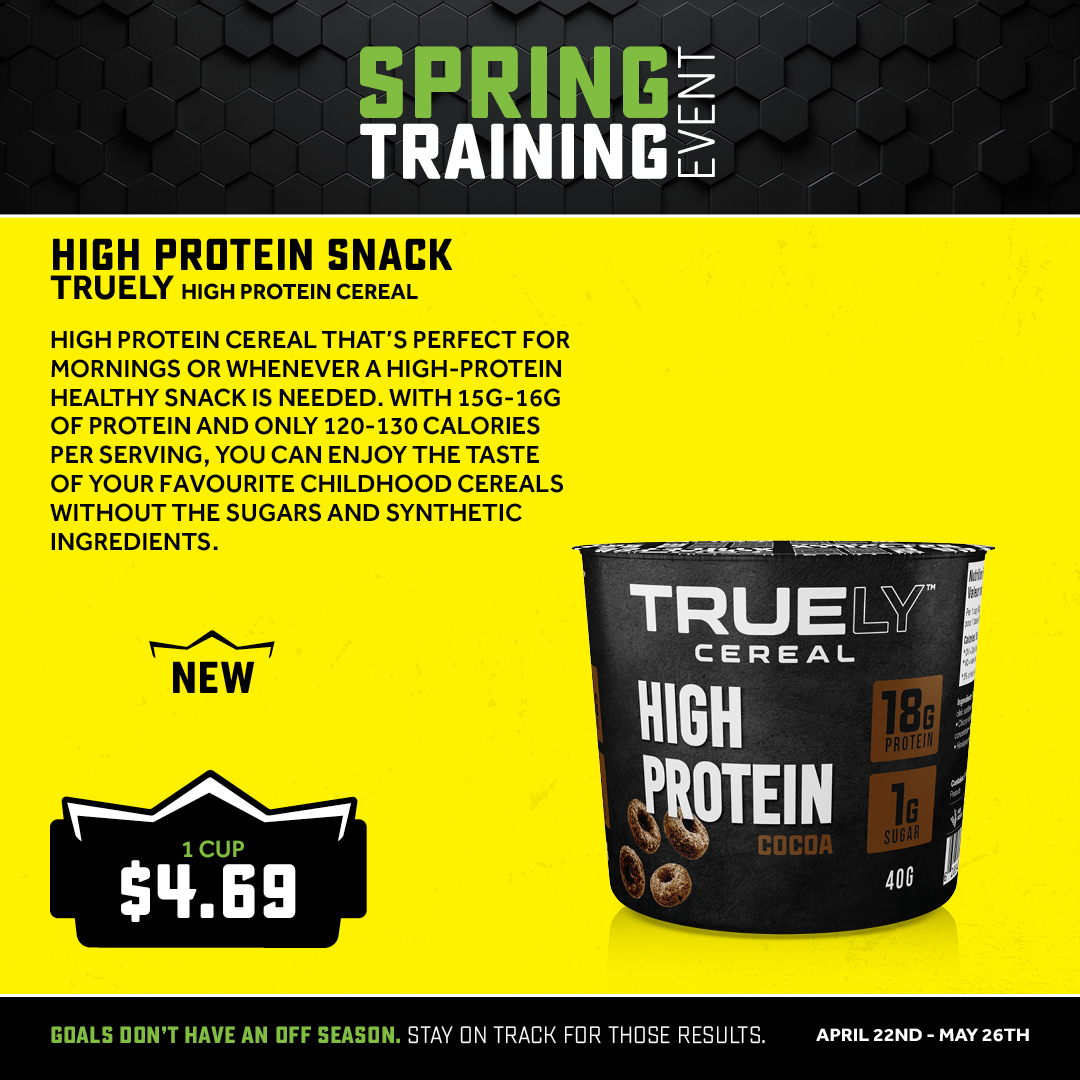 SPRING
TRAINING
EVENT
HIGH PROTEIN SNACK
TRUELY HIGH PROTEIN CEREAL
HIGH PROTEIN CEREAL THAT'S PERFECT FOR
MORNINGS OR WHENEVER A HIGH-PROTEIN
HEALTHY SNACK IS NEEDED. WITH 15G-16G
OF PROTEIN AND ONLY 120-130 CALORIES
PER SERVING, YOU CAN ENJOY THE TASTE
OF YOUR FAVOURITE CHILDHOOD CEREALS
WITHOUT THE SUGARS AND SYNTHETIC
INGREDIENTS.
NEW
1 CUP
$4.69
TRUELY™
CEREAL
HIGH
PROTEIN
COCOA
18G
PROTEIN
1G
SUGAR
40G
GOALS DON'T HAVE AN OFF SEASON. STAY ON TRACK FOR THOSE RESULTS.
APRIL 22ND - MAY 26TH